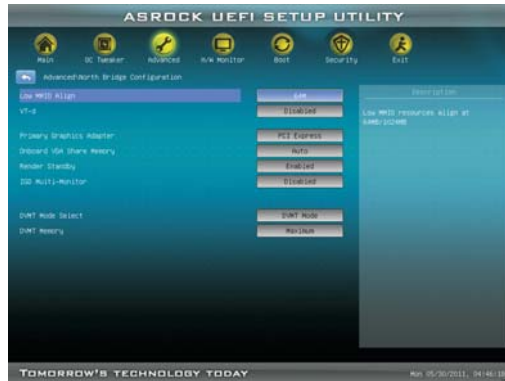 ASROCK UEFI SETUP UTILITY
Main OC Tweaker Advanced H/W Monitor Boot Security Exit
Advanced\North Bridge Configuration
Description
Low MMIO Align 64M
Low MMIO resources align at
64MB/1024MB
VT-d Disabled
Primary Graphics Adapter PCI Express
Onboard VGA Share Memory Auto
Render Standby Enabled
IGD Multi-Monitor Disabled
DVMT Mode Select DVMT Mode
DVMT Memory Maximum
TOMORROW'S TECHNOLOGY TODAY
Mon 05/30/2011, 04:46:18